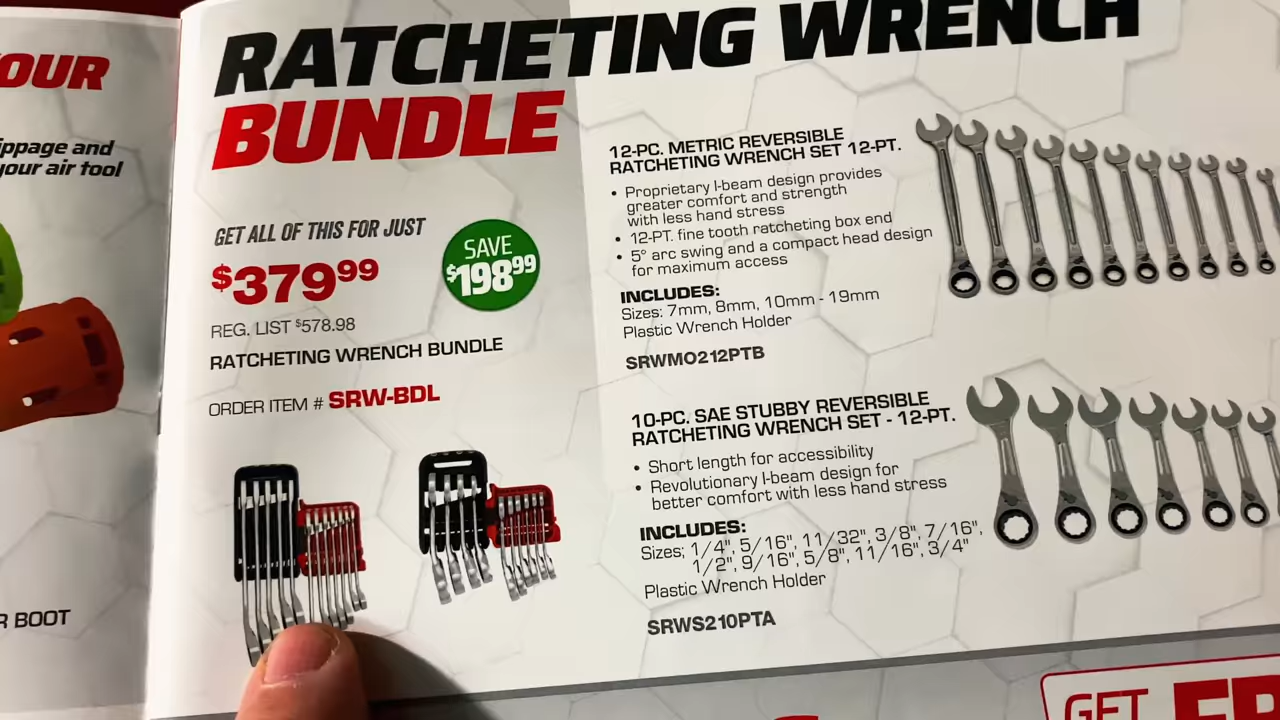 OUR
ippage and
your air tool
R BOOT
RATCHETING WRENCH
BUNDLE
GET ALL OF THIS FOR JUST
$379.99
SAVE
$198.99
REG. LIST $578.98
RATCHETING WRENCH BUNDLE
ORDER ITEM # SRW-BDL
12-PC. METRIC REVERSIBLE
RATCHETING WRENCH SET 12-PT.
• Proprietary I-beam design provides
greater comfort and strength
with less hand stress
• 12-PT. fine tooth ratcheting box end
• 5° arc swing and a compact head design
for maximum access
INCLUDES:
Sizes: 7mm, 8mm, 10mm - 19mm
Plastic Wrench Holder
SRWMO212PTB
10-PC. SAE STUBBY REVERSIBLE
RATCHETING WRENCH SET - 12-PT.
• Short length for accessibility
• Revolutionary I-beam design for
better comfort with less hand stress
INCLUDES:
Sizes; 1/4", 5/16", 11/32", 3/8", 7/16",
1/2", 9/16", 5/8", 11/16", 3/4"
Plastic Wrench Holder
SRWS210PTA
GET